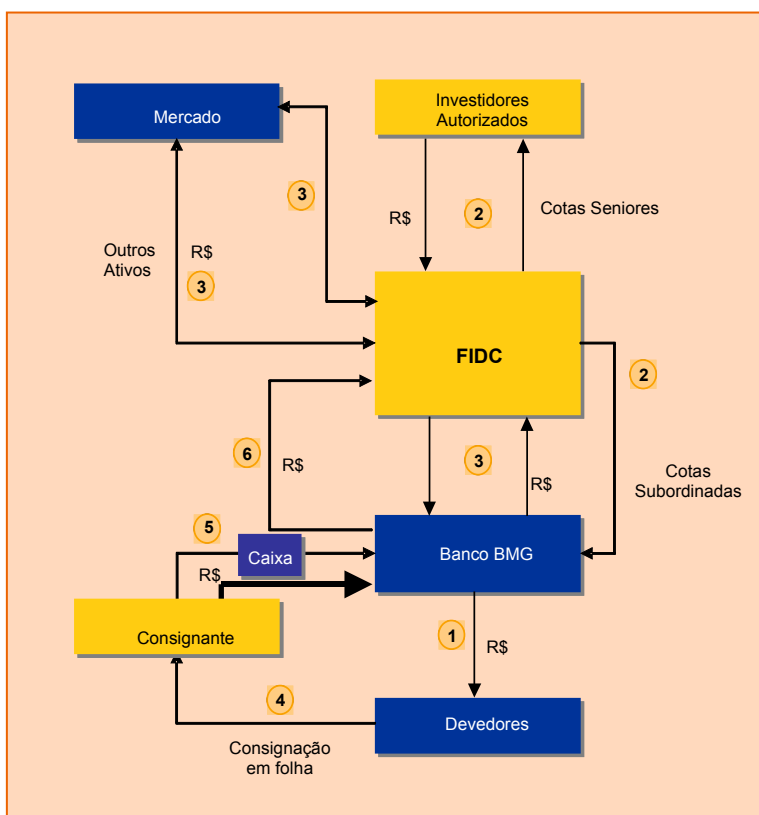 Mercado
Investidores
Autorizados
3
R$
2
Cotas Seniores
Outros
Ativos
R$
3
FIDC
2
6
R$
3
R$
Cotas
Subordinadas
5
Caixa
R$
Banco BMG
Consignante
1
R$
4
Devedores
Consignação
em folha